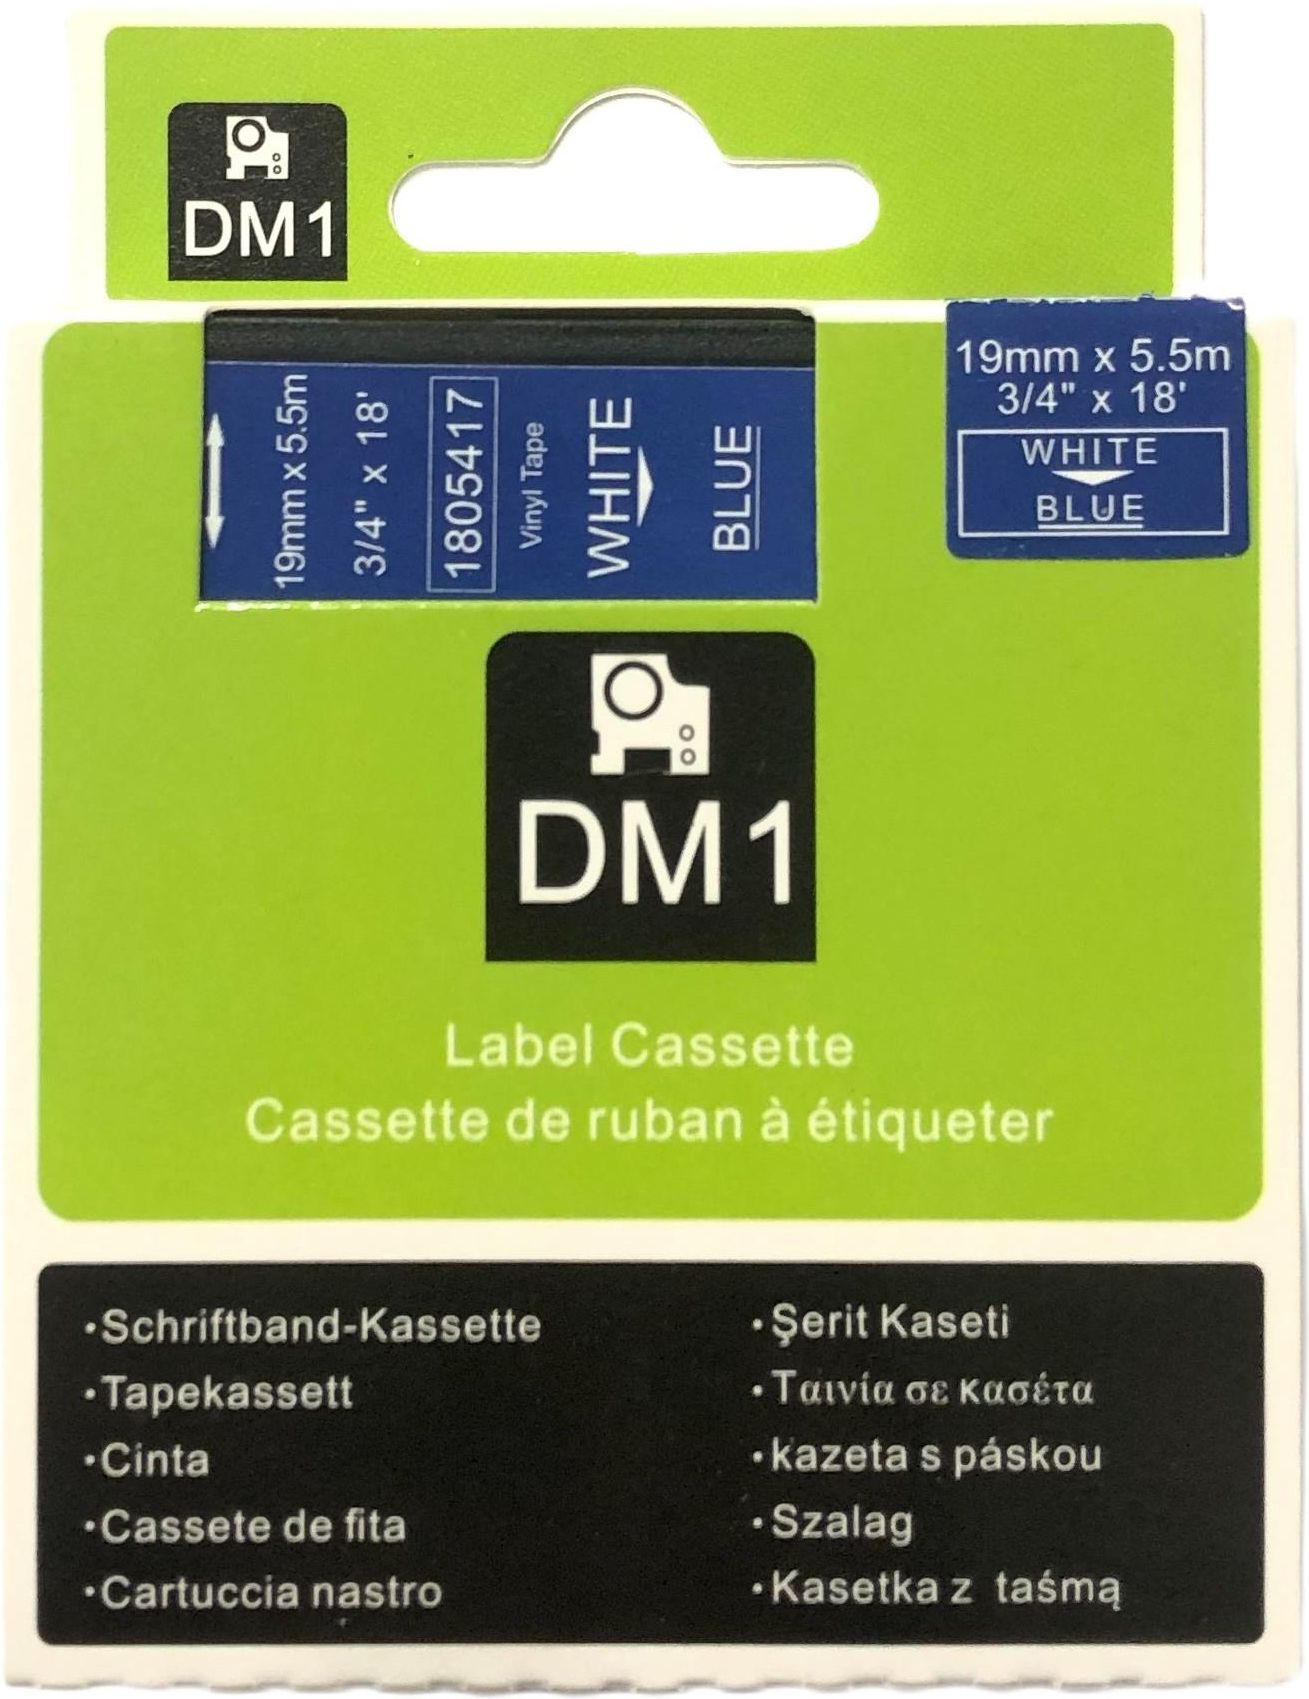 DM1
19mm x 5.5m
3/4" x 18'
1805417
Vinyl Tape
WHITE
BLUE
19mm x 5.5m
3/4" x 18'
WHITE
BLUE
DM1
Label Cassette
Cassette de ruban à étiqueter
·Schriftband-Kassette
·Tapekassett
·Cinta
·Cassete de fita
·Cartuccia nastro
·Şerit Kaseti
·Ταινία σε κασέτα
·kazeta s páskou
·Szalag
·Kasetka z taśmą